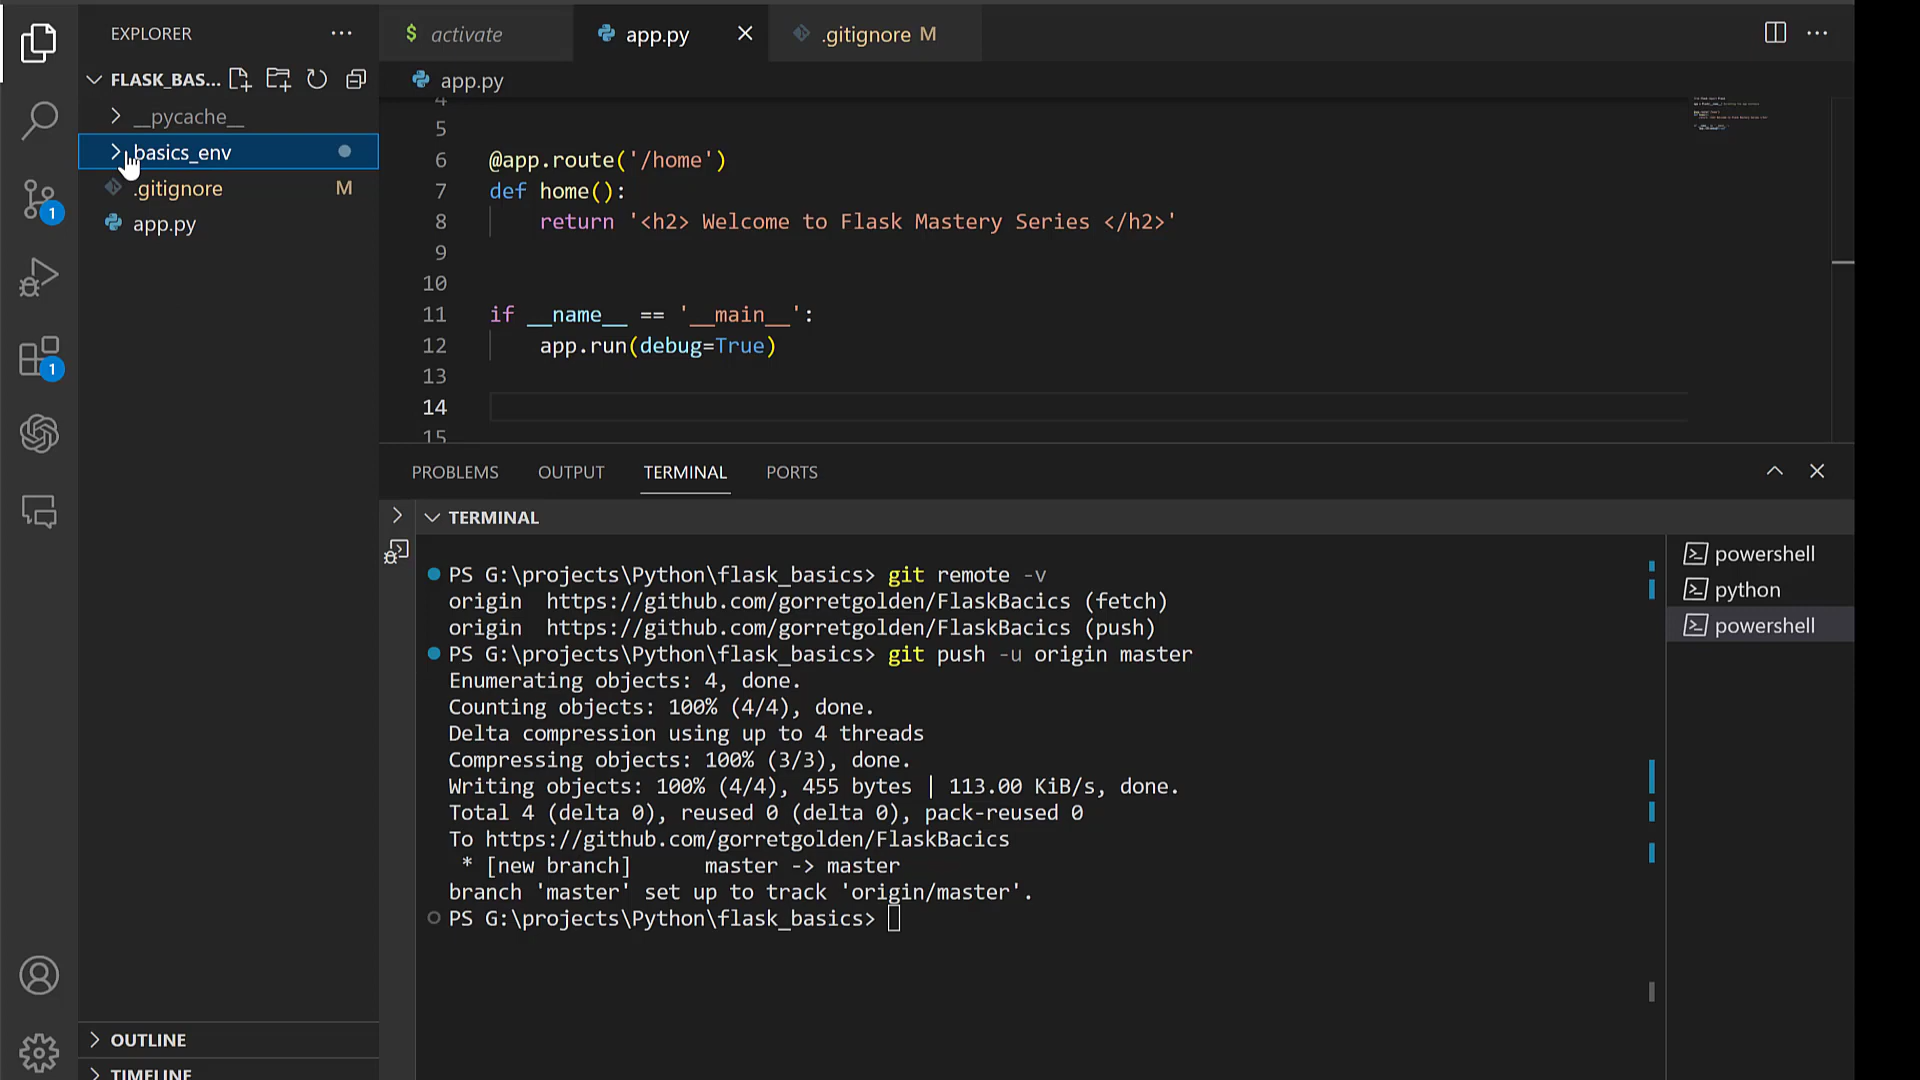 EXPLORER
FLASK_BAS...
__pycache__
basics_env
.gitignore M
app.py
OUTLINE
TIMELINE
1
1
$ activate
app.py
.gitignore M
app.py
4
5
6 @app.route('/home')
7 def home():
8 return '<h2> Welcome to Flask Mastery Series </h2>'
9
10
11 if __name__ == '__main__':
12 app.run(debug=True)
13
14
15
PROBLEMS OUTPUT TERMINAL PORTS
TERMINAL
PS G:\projects\Python\flask_basics> git remote -v
origin https://github.com/gorretgolden/FlaskBacics (fetch)
origin https://github.com/gorretgolden/FlaskBacics (push)
PS G:\projects\Python\flask_basics> git push -u origin master
Enumerating objects: 4, done.
Counting objects: 100% (4/4), done.
Delta compression using up to 4 threads
Compressing objects: 100% (3/3), done.
Writing objects: 100% (4/4), 455 bytes | 113.00 KiB/s, done.
Total 4 (delta 0), reused 0 (delta 0), pack-reused 0
To https://github.com/gorretgolden/FlaskBacics
* [new branch] master -> master
branch 'master' set up to track 'origin/master'.
PS G:\projects\Python\flask_basics>
powershell
python
powershell